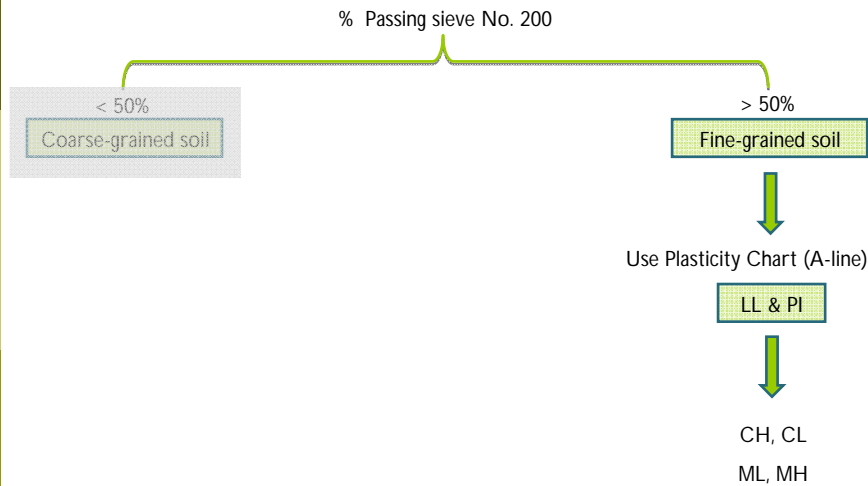 % Passing sieve No. 200
< 50%
Coarse-grained soil
> 50%
Fine-grained soil
Use Plasticity Chart (A-line)
LL & PI
CH, CL
ML, MH